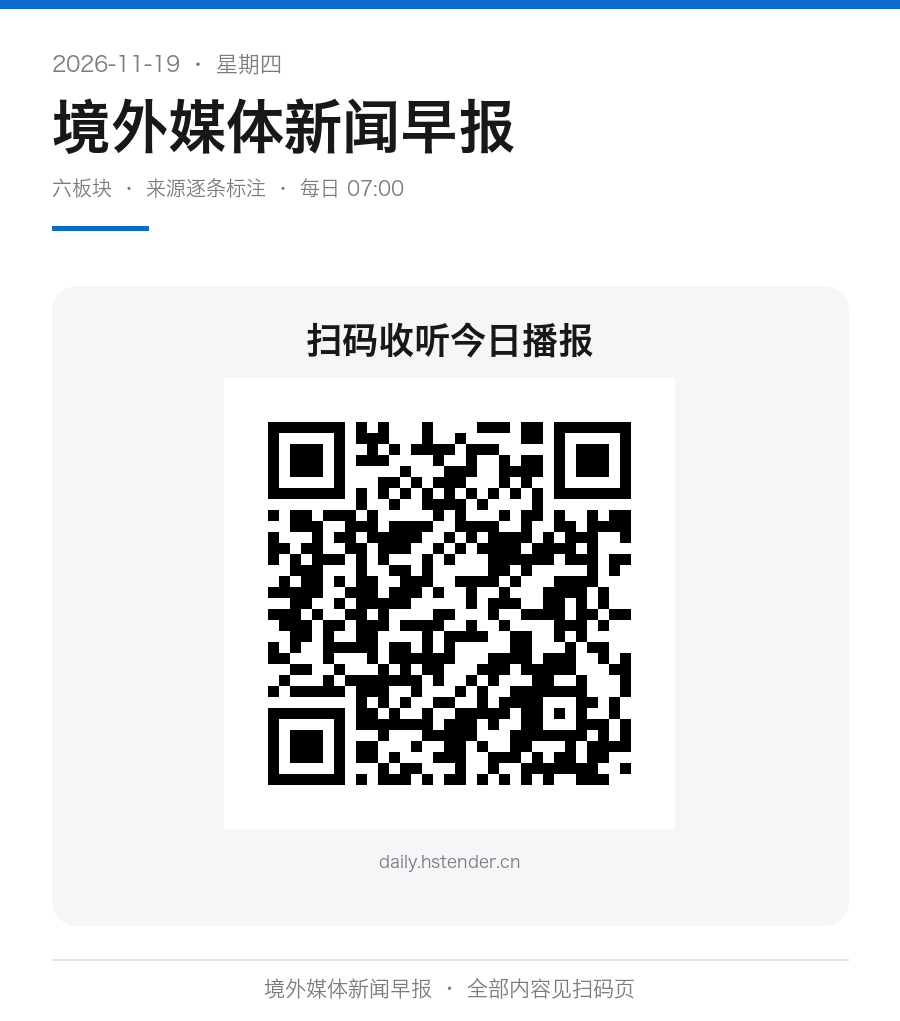 2026-11-19 · 星期四
境外媒体新闻早报
六板块 · 来源逐条标注 · 每日 07:00
扫码收听今日播报
daily.hstender.cn
境外媒体新闻早报 · 全部内容见扫码页